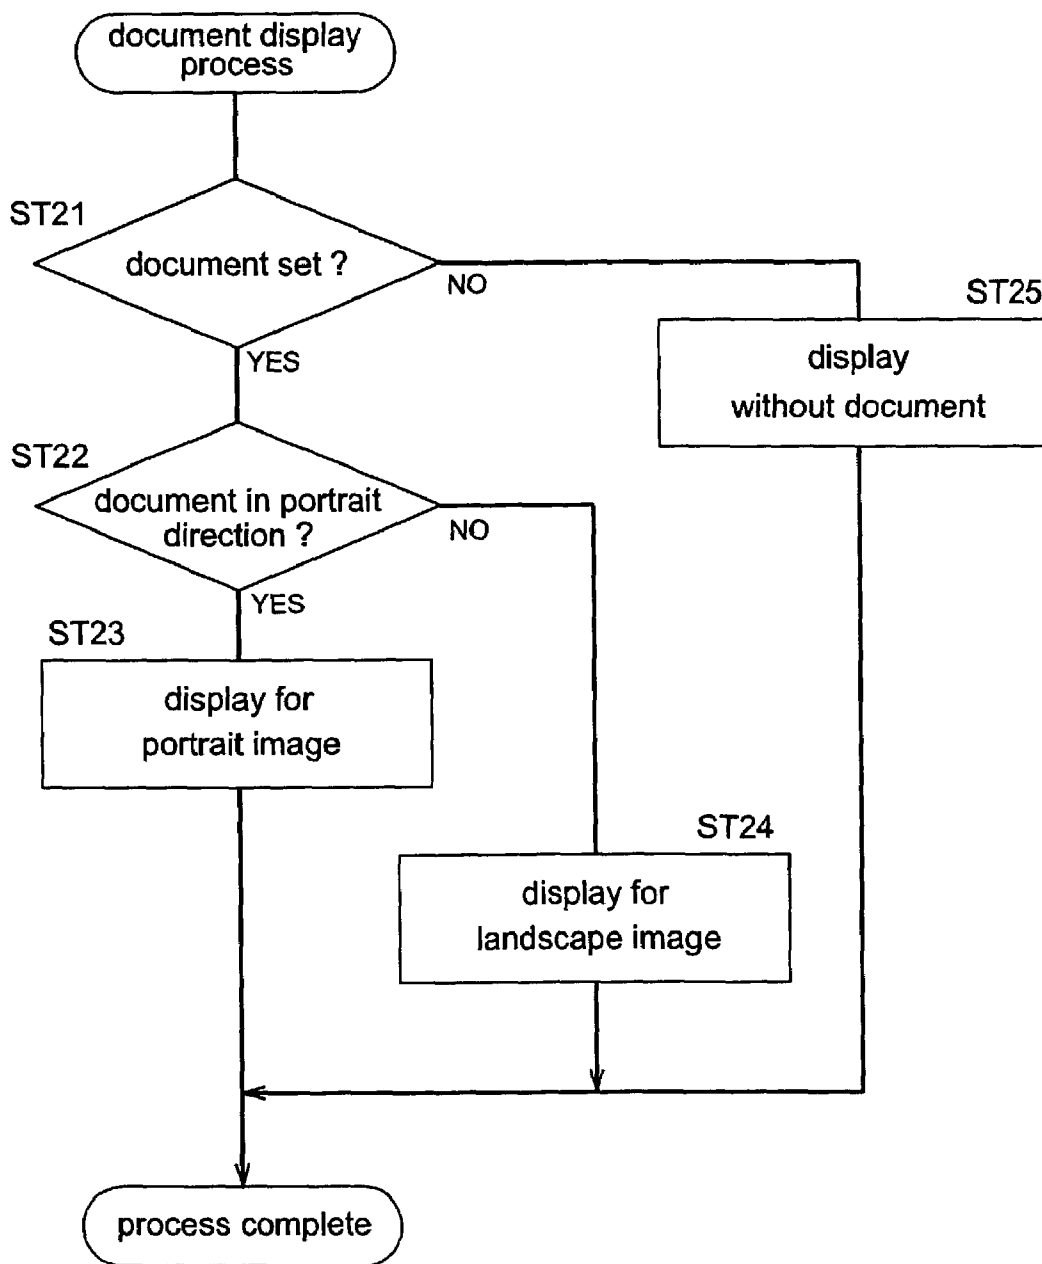 document display
process
ST21
document set ?
NO
YES
ST25
display
without document
ST22
document in portrait
direction ?
NO
YES
ST23
display for
portrait image
ST24
display for
landscape image
process complete